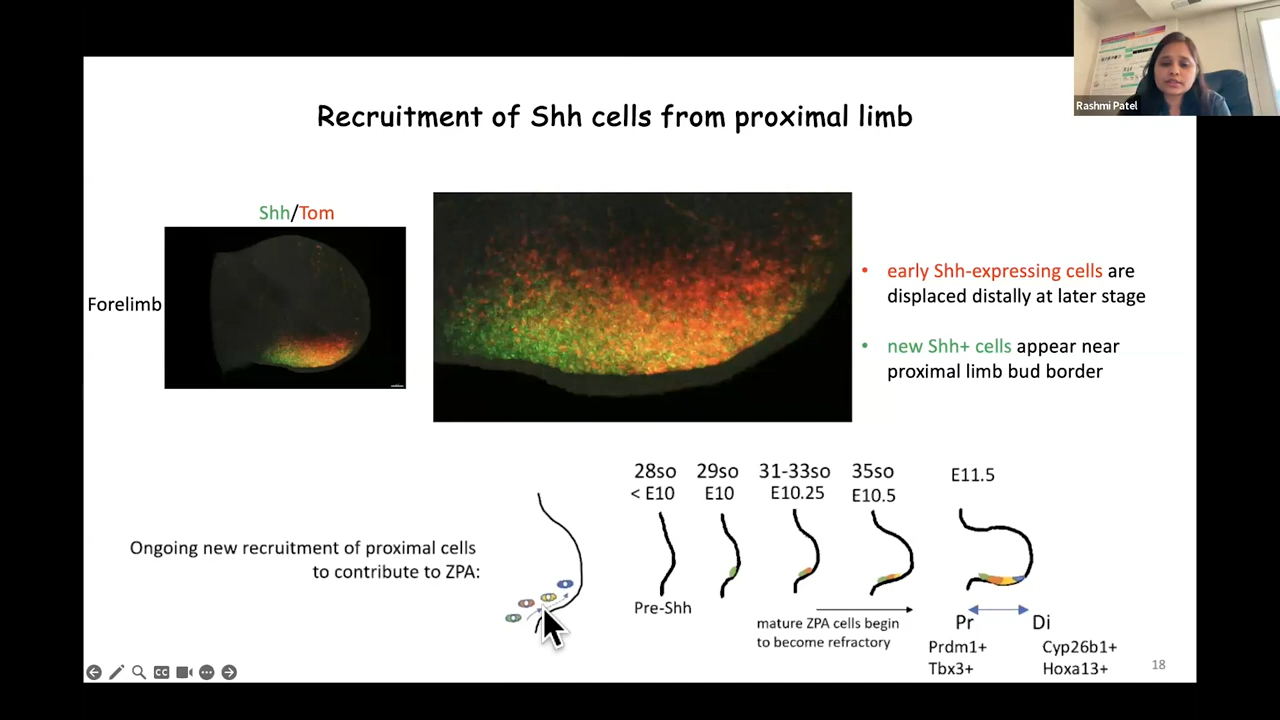 Rashmi Patel
Recruitment of Shh cells from proximal limb
Shh/Tom
Forelimb
• early Shh-expressing cells are
displaced distally at later stage
• new Shh+ cells appear near
proximal limb bud border
Ongoing new recruitment of proximal cells
to contribute to ZPA:
28so
< E10
29so
E10
31-33so
E10.25
35so
E10.5
E11.5
Pre-Shh
mature ZPA cells begin
to become refractory
Pr
Di
Prdm1+
Tbx3+
Cyp26b1+
Hoxa13+
CC
18